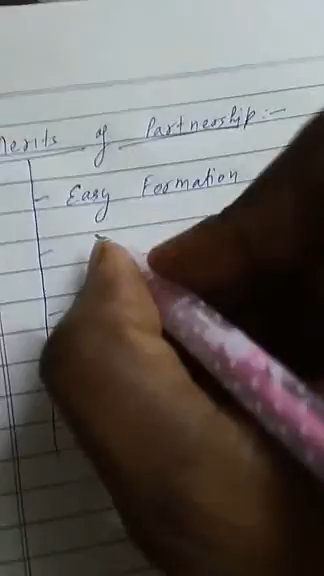 Merits of Partnership :-
- Easy Formation
-